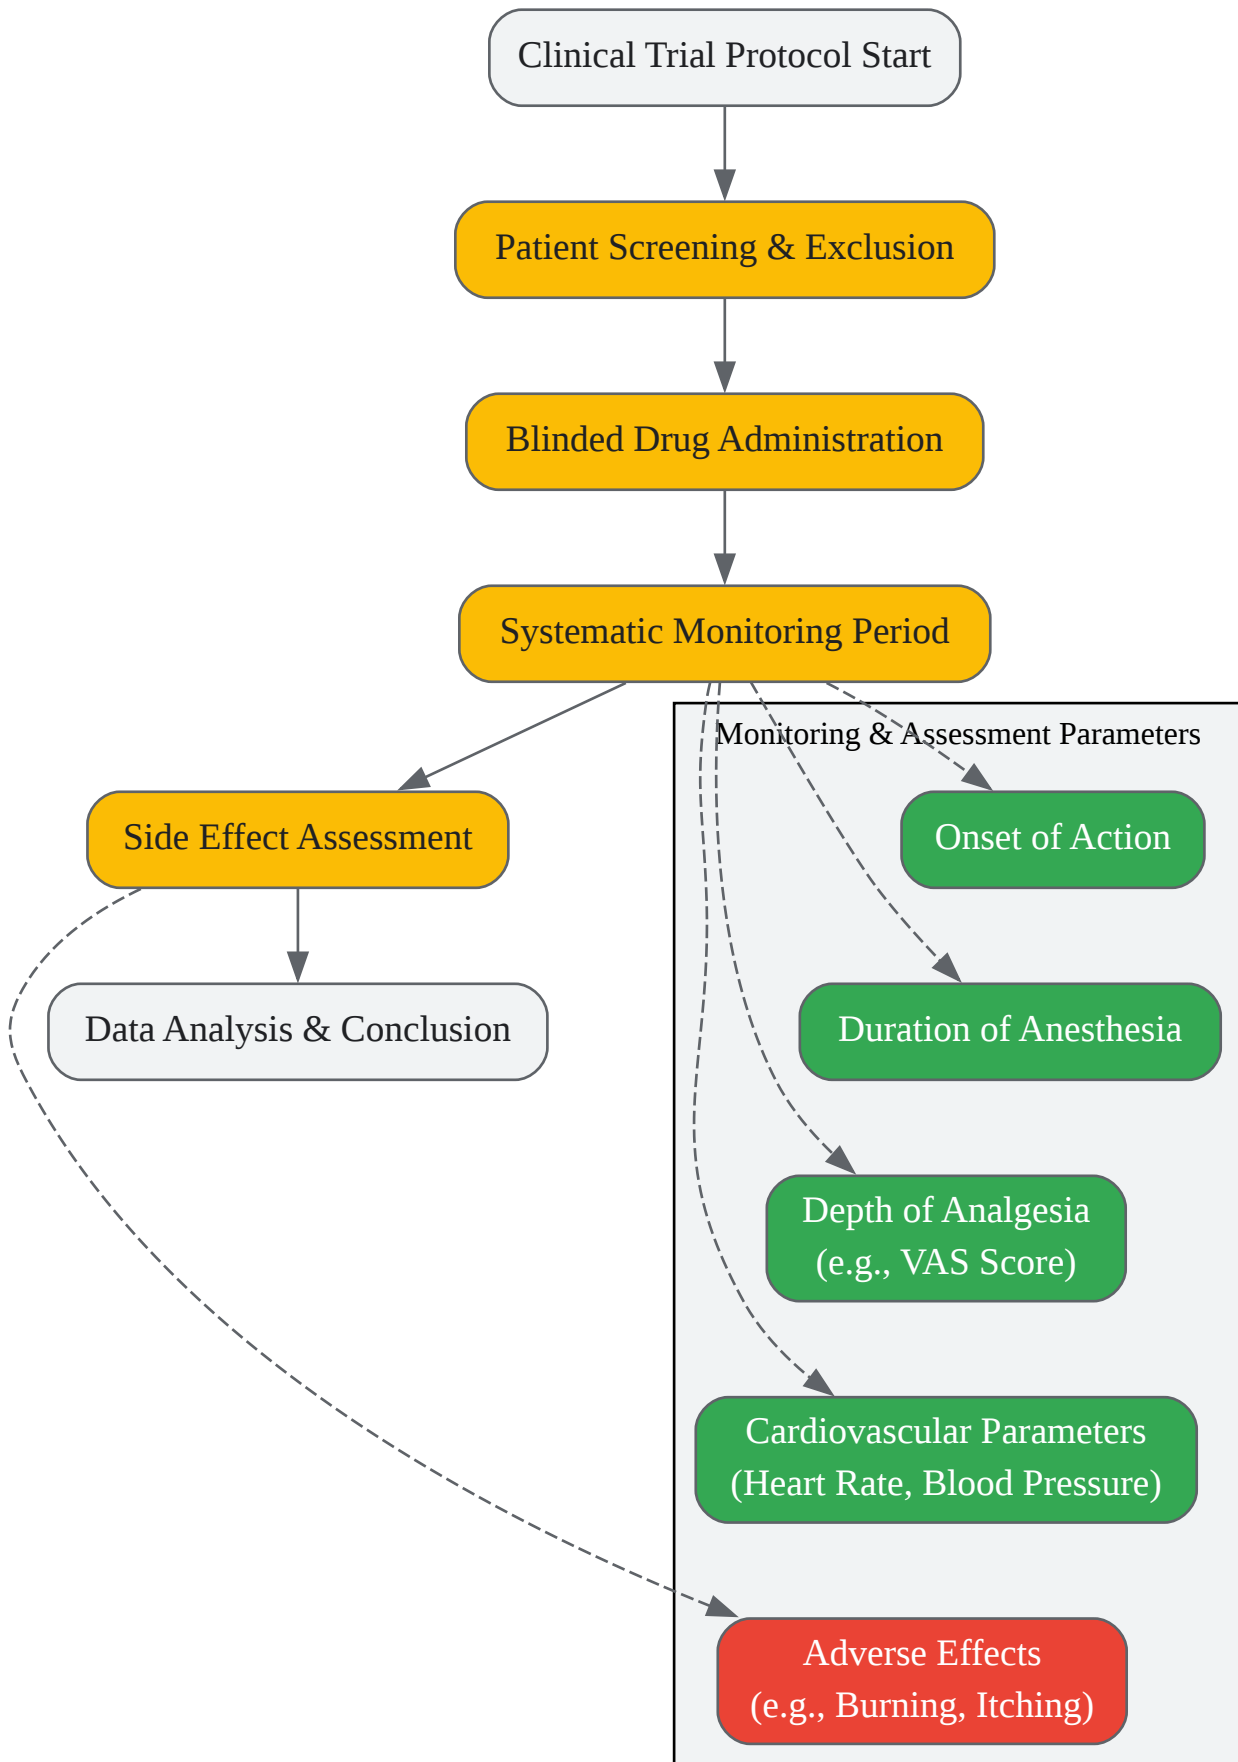 Clinical Trial Protocol Start
Patient Screening & Exclusion
Blinded Drug Administration
Systematic Monitoring Period
Monitoring & Assessment Parameters
Side Effect Assessment
Onset of Action
Data Analysis & Conclusion
Duration of Anesthesia
Depth of Analgesia
(e.g., VAS Score)
Cardiovascular Parameters
(Heart Rate, Blood Pressure)
Adverse Effects
(e.g., Burning, Itching)